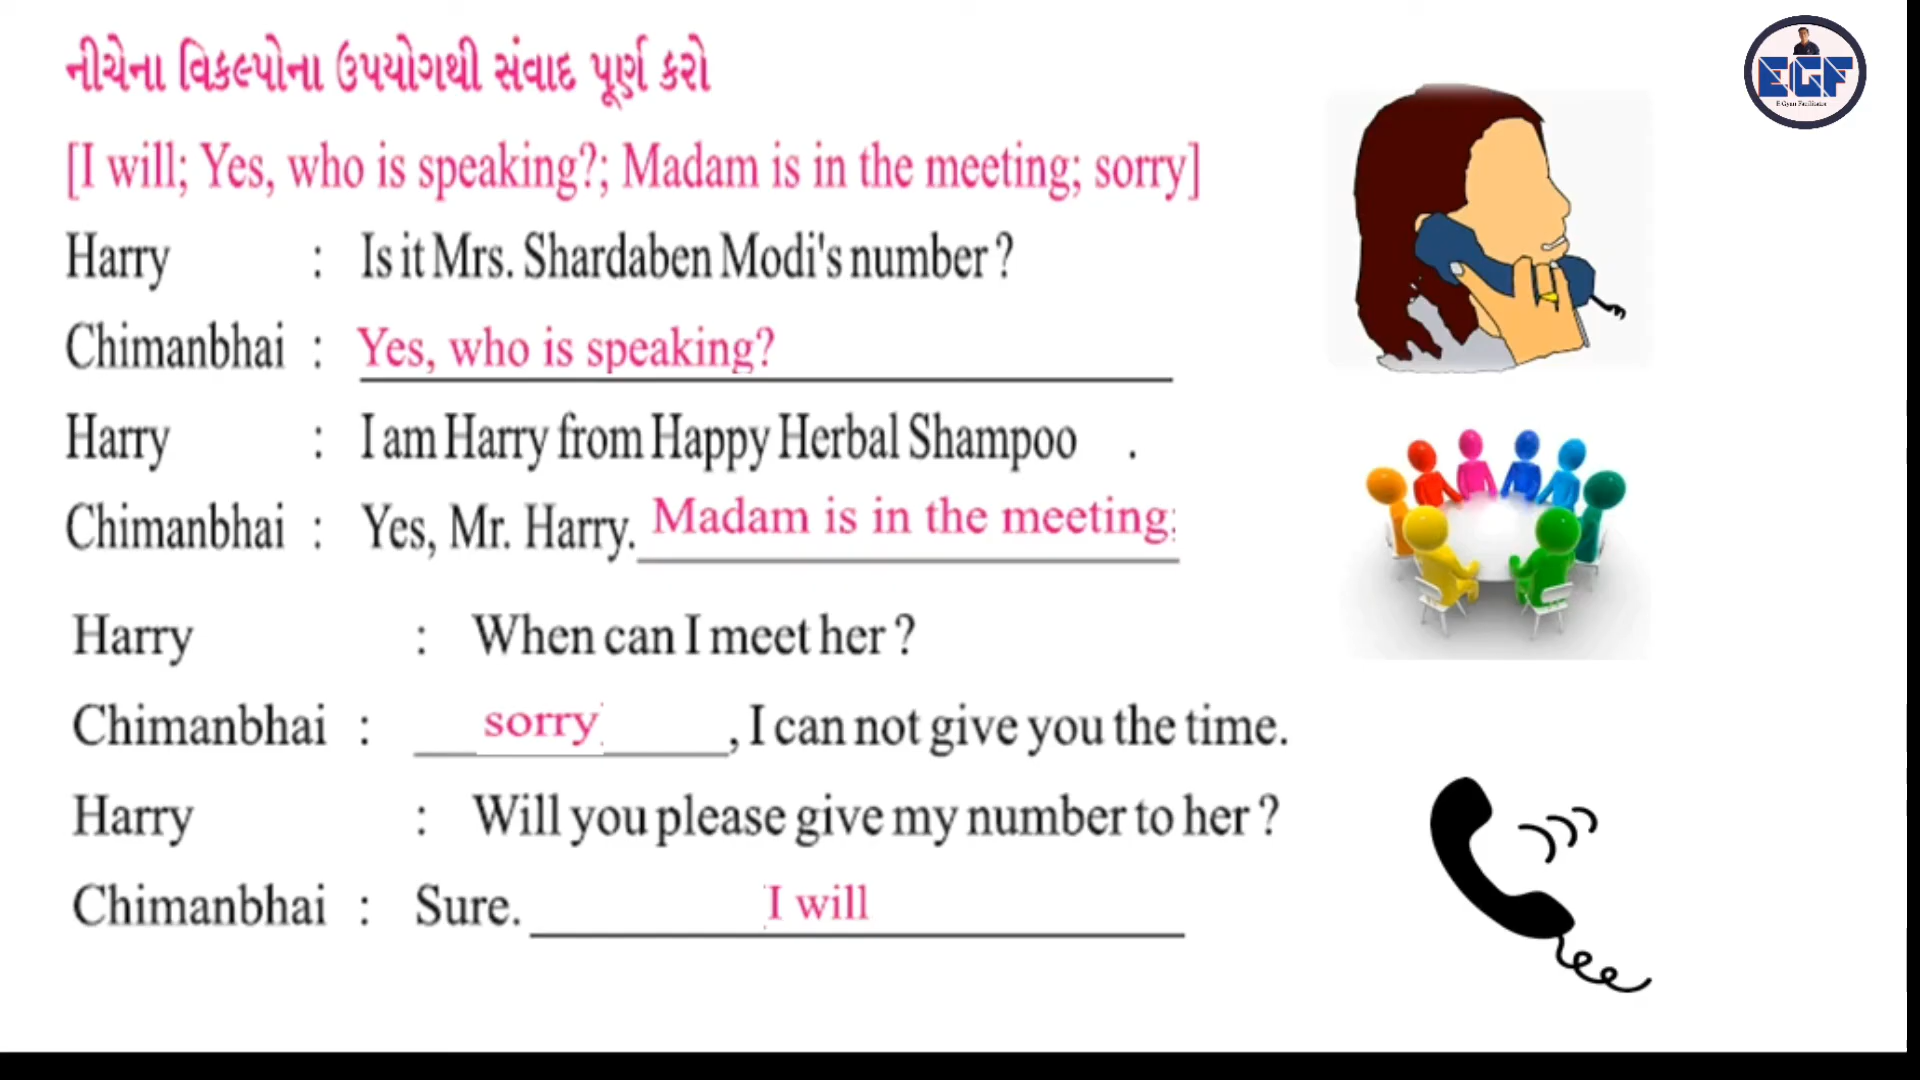 નીચેના વિકલ્પોના ઉપયોગથી સંવાદ પૂર્ણ કરો
EGF
E Gyan Facilitator
[I will; Yes, who is speaking?; Madam is in the meeting; sorry]
Harry : Is it Mrs. Shardaben Modi's number ?
Chimanbhai : Yes, who is speaking?
Harry : I am Harry from Happy Herbal Shampoo .
Chimanbhai : Yes, Mr. Harry. Madam is in the meeting;
Harry : When can I meet her ?
Chimanbhai : sorry , I can not give you the time.
Harry : Will you please give my number to her ?
Chimanbhai : Sure. I will